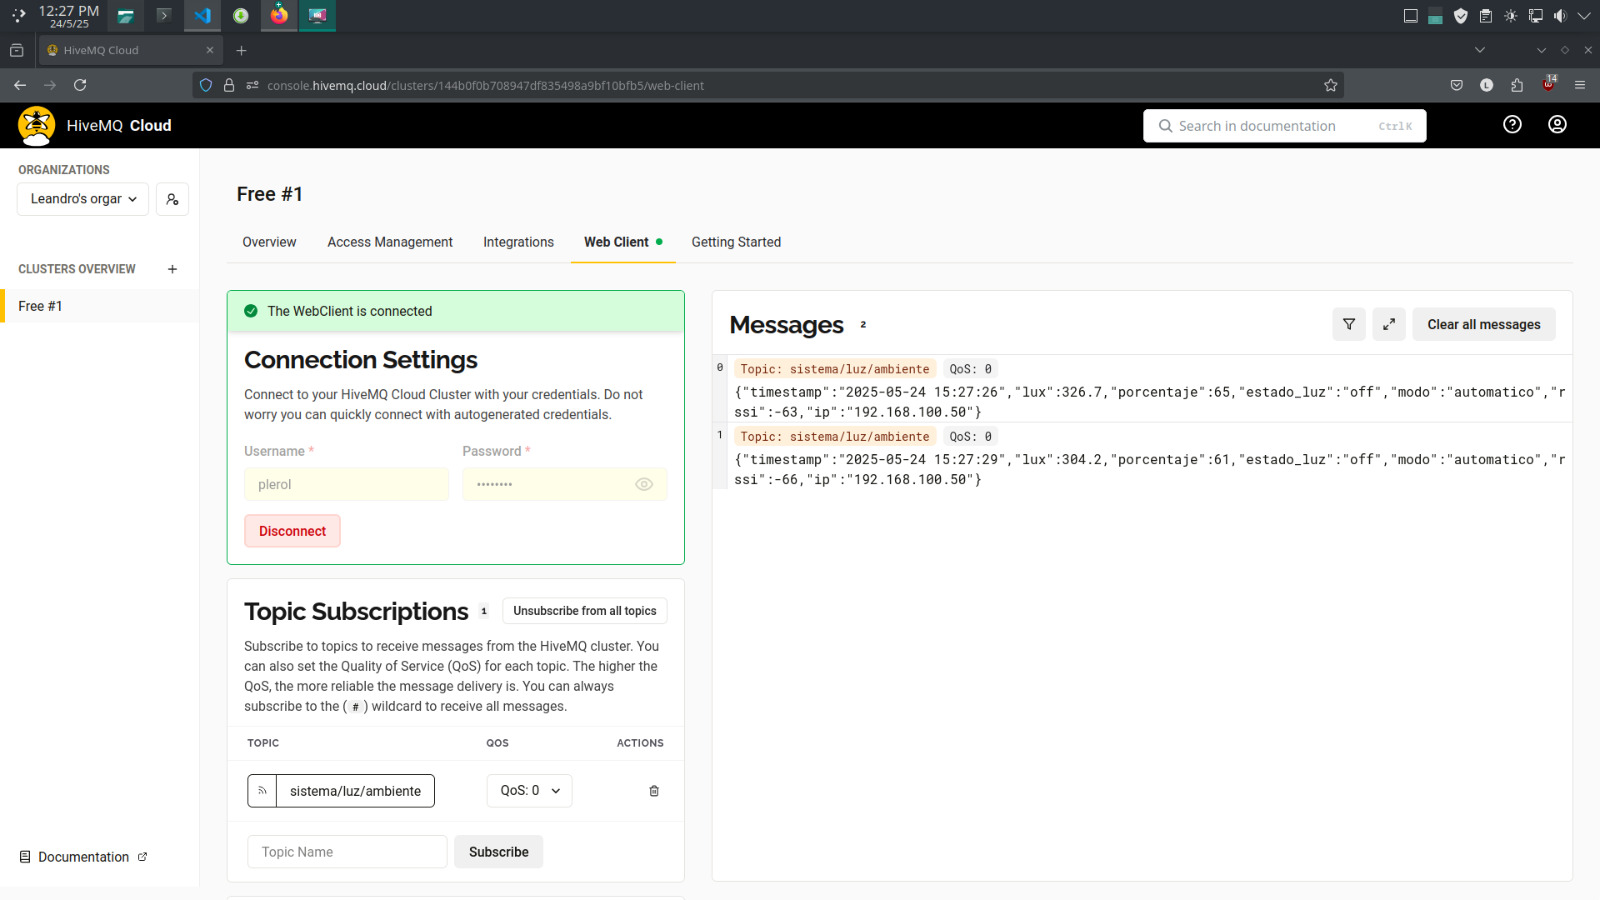 12:27 PM
24/5/25
HiveMQ Cloud
console.hivemq.cloud/clusters/144b0f0b708947df835498a9bf10bfb5/web-client
14
L
HiveMQ Cloud
Search in documentation
Ctrl K
ORGANIZATIONS
Leandro's orgar
CLUSTERS OVERVIEW
Free #1
Documentation
Free #1
Overview
Access Management
Integrations
Web Client
Getting Started
The WebClient is connected
Connection Settings
Connect to your HiveMQ Cloud Cluster with your credentials. Do not
worry you can quickly connect with autogenerated credentials.
Username *
Password *
plerol
••••••••
Disconnect
Topic Subscriptions 1
Unsubscribe from all topics
Subscribe to topics to receive messages from the HiveMQ cluster. You
can also set the Quality of Service (QoS) for each topic. The higher the
QoS, the more reliable the message delivery is. You can always
subscribe to the ( # ) wildcard to receive all messages.
TOPIC QOS ACTIONS
sistema/luz/ambiente
QoS: 0
Topic Name
Subscribe
Messages 2
Clear all messages
0 Topic: sistema/luz/ambiente QoS: 0
{"timestamp":"2025-05-24 15:27:26","lux":326.7,"porcentaje":65,"estado_luz":"off","modo":"automatico","r
ssi":-63,"ip":"192.168.100.50"}
1 Topic: sistema/luz/ambiente QoS: 0
{"timestamp":"2025-05-24 15:27:29","lux":304.2,"porcentaje":61,"estado_luz":"off","modo":"automatico","r
ssi":-66,"ip":"192.168.100.50"}